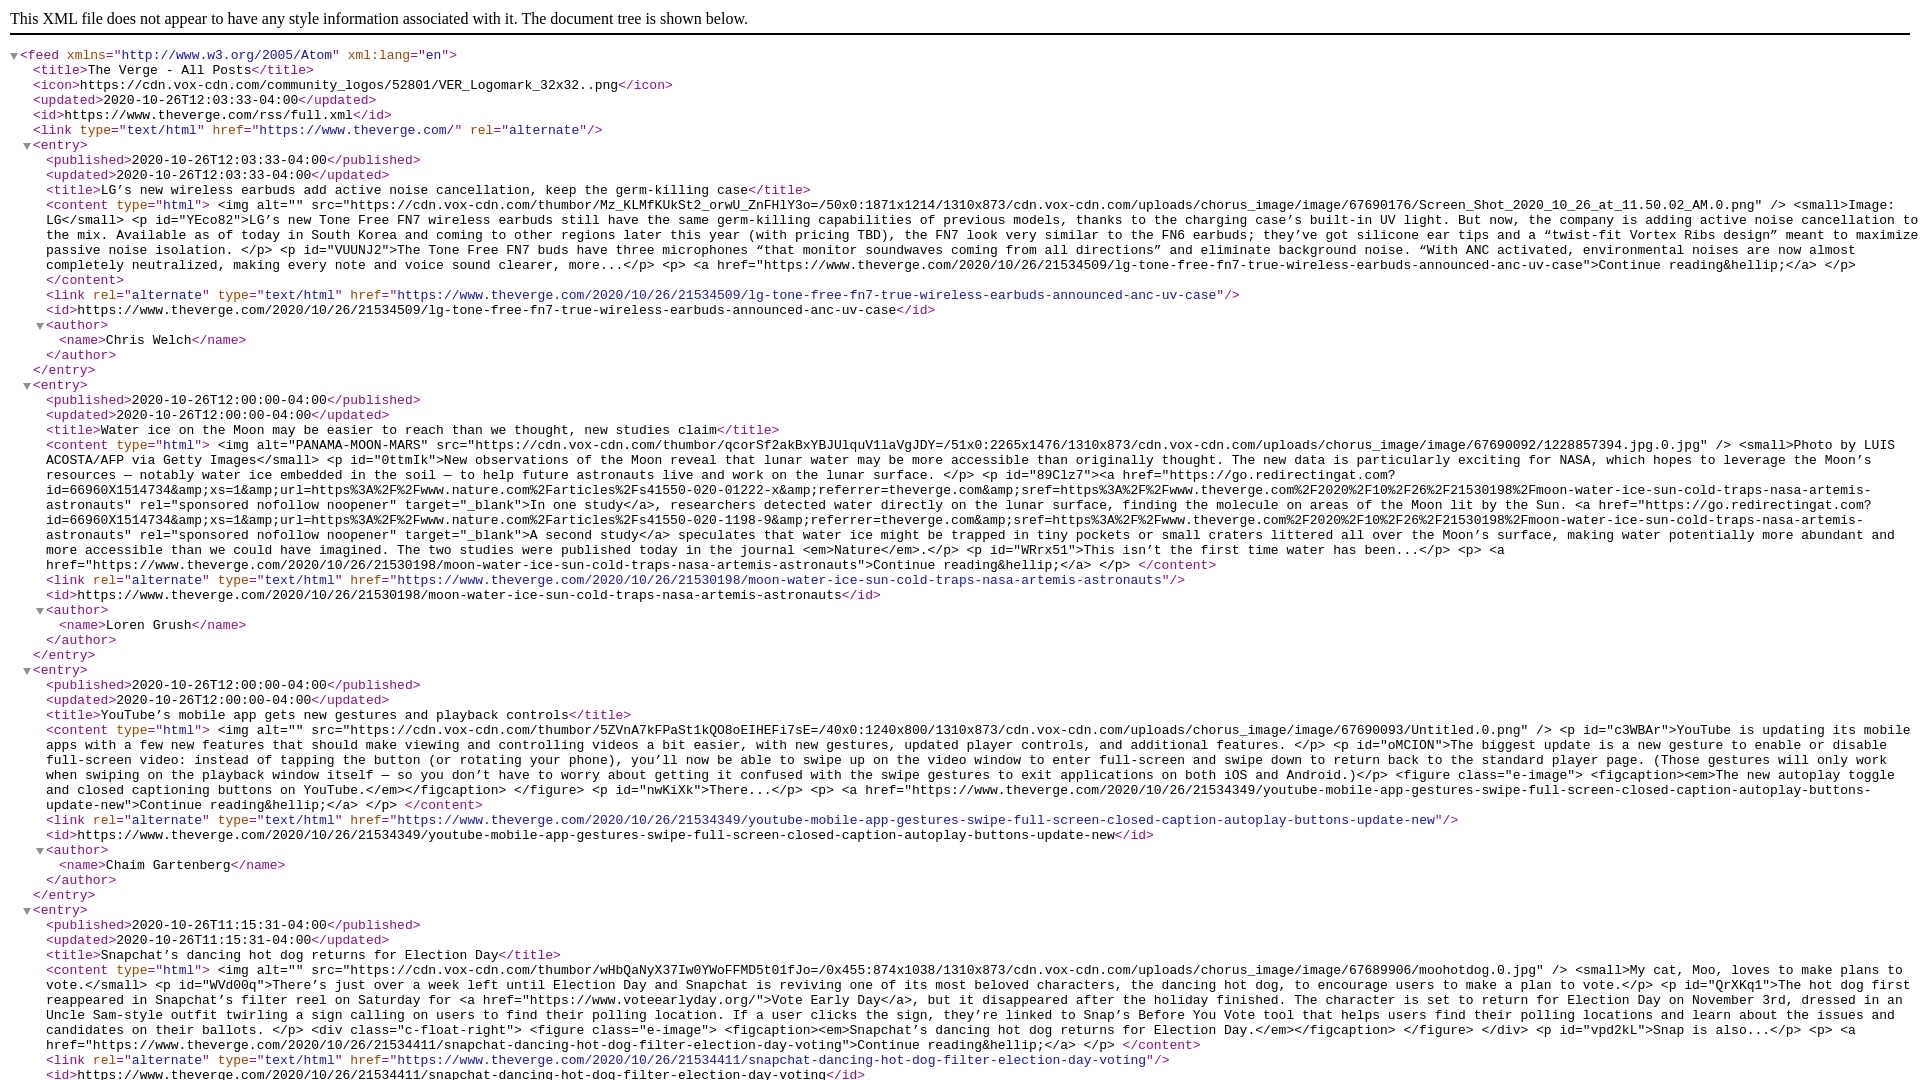 This XML file does not appear to have any style information associated with it. The document tree is shown below.
<feed xmlns="http://www.w3.org/2005/Atom" xml:lang="en">
<title>The Verge - All Posts</title>
<icon>https://cdn.vox-cdn.com/community_logos/52801/VER_Logomark_32x32..png</icon>
<updated>2020-10-26T12:03:33-04:00</updated>
<id>https://www.theverge.com/rss/full.xml</id>
<link type="text/html" href="https://www.theverge.com/" rel="alternate"/>
<entry>
<published>2020-10-26T12:03:33-04:00</published>
<updated>2020-10-26T12:03:33-04:00</updated>
<title>LG’s new wireless earbuds add active noise cancellation, keep the germ-killing case</title>
<content type="html"> <img alt="" src="https://cdn.vox-cdn.com/thumbor/Mz_KLMfKUkSt2_orwU_ZnFHlY3o=/50x0:1871x1214/1310x873/cdn.vox-cdn.com/uploads/chorus_image/image/67690176/Screen_Shot_2020_10_26_at_11.50.02_AM.0.png" /> <small>Image:
LG</small> <p id="YEco82">LG’s new Tone Free FN7 wireless earbuds still have the same germ-killing capabilities of previous models, thanks to the charging case’s built-in UV light. But now, the company is adding active noise cancellation to
the mix. Available as of today in South Korea and coming to other regions later this year (with pricing TBD), the FN7 look very similar to the FN6 earbuds; they’ve got silicone ear tips and a “twist-fit Vortex Ribs design” meant to maximize
passive noise isolation. </p> <p id="VUUNJ2">The Tone Free FN7 buds have three microphones “that monitor soundwaves coming from all directions” and eliminate background noise. “With ANC activated, environmental noises are now almost
completely neutralized, making every note and voice sound clearer, more...</p> <p> <a href="https://www.theverge.com/2020/10/26/21534509/lg-tone-free-fn7-true-wireless-earbuds-announced-anc-uv-case">Continue reading&hellip;</a> </p>
</content>
<link rel="alternate" type="text/html" href="https://www.theverge.com/2020/10/26/21534509/lg-tone-free-fn7-true-wireless-earbuds-announced-anc-uv-case"/>
<id>https://www.theverge.com/2020/10/26/21534509/lg-tone-free-fn7-true-wireless-earbuds-announced-anc-uv-case</id>
<author>
<name>Chris Welch</name>
</author>
</entry>
<entry>
<published>2020-10-26T12:00:00-04:00</published>
<updated>2020-10-26T12:00:00-04:00</updated>
<title>Water ice on the Moon may be easier to reach than we thought, new studies claim</title>
<content type="html"> <img alt="PANAMA-MOON-MARS" src="https://cdn.vox-cdn.com/thumbor/qcorSf2akBxYBJUlquV1laVgJDY=/51x0:2265x1476/1310x873/cdn.vox-cdn.com/uploads/chorus_image/image/67690092/1228857394.jpg.0.jpg" /> <small>Photo by LUIS
ACOSTA/AFP via Getty Images</small> <p id="0ttmIk">New observations of the Moon reveal that lunar water may be more accessible than originally thought. The new data is particularly exciting for NASA, which hopes to leverage the Moon’s
resources — notably water ice embedded in the soil — to help future astronauts live and work on the lunar surface. </p> <p id="89Clz7"><a href="https://go.redirectingat.com?
id=66960X1514734&amp;xs=1&amp;url=https%3A%2F%2Fwww.nature.com%2Farticles%2Fs41550-020-01222-x&amp;referrer=theverge.com&amp;sref=https%3A%2F%2Fwww.theverge.com%2F2020%2F10%2F26%2F21530198%2Fmoon-water-ice-sun-cold-traps-nasa-artemis-
astronauts" rel="sponsored nofollow noopener" target="_blank">In one study</a>, researchers detected water directly on the lunar surface, finding the molecule on areas of the Moon lit by the Sun. <a href="https://go.redirectingat.com?
id=66960X1514734&amp;xs=1&amp;url=https%3A%2F%2Fwww.nature.com%2Farticles%2Fs41550-020-1198-9&amp;referrer=theverge.com&amp;sref=https%3A%2F%2Fwww.theverge.com%2F2020%2F10%2F26%2F21530198%2Fmoon-water-ice-sun-cold-traps-nasa-artemis-
astronauts" rel="sponsored nofollow noopener" target="_blank">A second study</a> speculates that water ice might be trapped in tiny pockets or small craters littered all over the Moon’s surface, making water potentially more abundant and
more accessible than we could have imagined. The two studies were published today in the journal <em>Nature</em>.</p> <p id="WRrx51">This isn’t the first time water has been...</p> <p> <a
href="https://www.theverge.com/2020/10/26/21530198/moon-water-ice-sun-cold-traps-nasa-artemis-astronauts">Continue reading&hellip;</a> </p> </content>
<link rel="alternate" type="text/html" href="https://www.theverge.com/2020/10/26/21530198/moon-water-ice-sun-cold-traps-nasa-artemis-astronauts"/>
<id>https://www.theverge.com/2020/10/26/21530198/moon-water-ice-sun-cold-traps-nasa-artemis-astronauts</id>
<author>
<name>Loren Grush</name>
</author>
</entry>
<entry>
<published>2020-10-26T12:00:00-04:00</published>
<updated>2020-10-26T12:00:00-04:00</updated>
<title>YouTube’s mobile app gets new gestures and playback controls</title>
<content type="html"> <img alt="" src="https://cdn.vox-cdn.com/thumbor/5ZVnA7kFPaSt1kQO8oEIHEFi7sE=/40x0:1240x800/1310x873/cdn.vox-cdn.com/uploads/chorus_image/image/67690093/Untitled.0.png" /> <p id="c3WBAr">YouTube is updating its mobile
apps with a few new features that should make viewing and controlling videos a bit easier, with new gestures, updated player controls, and additional features. </p> <p id="oMCION">The biggest update is a new gesture to enable or disable
full-screen video: instead of tapping the button (or rotating your phone), you’ll now be able to swipe up on the video window to enter full-screen and swipe down to return back to the standard player page. (Those gestures will only work
when swiping on the playback window itself — so you don’t have to worry about getting it confused with the swipe gestures to exit applications on both iOS and Android.)</p> <figure class="e-image"> <figcaption><em>The new autoplay toggle
and closed captioning buttons on YouTube.</em></figcaption> </figure> <p id="nwKiXk">There...</p> <p> <a href="https://www.theverge.com/2020/10/26/21534349/youtube-mobile-app-gestures-swipe-full-screen-closed-caption-autoplay-buttons-
update-new">Continue reading&hellip;</a> </p> </content>
<link rel="alternate" type="text/html" href="https://www.theverge.com/2020/10/26/21534349/youtube-mobile-app-gestures-swipe-full-screen-closed-caption-autoplay-buttons-update-new"/>
<id>https://www.theverge.com/2020/10/26/21534349/youtube-mobile-app-gestures-swipe-full-screen-closed-caption-autoplay-buttons-update-new</id>
<author>
<name>Chaim Gartenberg</name>
</author>
</entry>
<entry>
<published>2020-10-26T11:15:31-04:00</published>
<updated>2020-10-26T11:15:31-04:00</updated>
<title>Snapchat’s dancing hot dog returns for Election Day</title>
<content type="html"> <img alt="" src="https://cdn.vox-cdn.com/thumbor/wHbQaNyX37Iw0YWoFFMD5t01fJo=/0x455:874x1038/1310x873/cdn.vox-cdn.com/uploads/chorus_image/image/67689906/moohotdog.0.jpg" /> <small>My cat, Moo, loves to make plans to
vote.</small> <p id="WVd00q">There’s just over a week left until Election Day and Snapchat is reviving one of its most beloved characters, the dancing hot dog, to encourage users to make a plan to vote.</p> <p id="QrXKq1">The hot dog first
reappeared in Snapchat’s filter reel on Saturday for <a href="https://www.voteearlyday.org/">Vote Early Day</a>, but it disappeared after the holiday finished. The character is set to return for Election Day on November 3rd, dressed in an
Uncle Sam-style outfit twirling a sign calling on users to find their polling location. If a user clicks the sign, they’re linked to Snap’s Before You Vote tool that helps users find their polling locations and learn about the issues and
candidates on their ballots. </p> <div class="c-float-right"> <figure class="e-image"> <figcaption><em>Snapchat’s dancing hot dog returns for Election Day.</em></figcaption> </figure> </div> <p id="vpd2kL">Snap is also...</p> <p> <a
href="https://www.theverge.com/2020/10/26/21534411/snapchat-dancing-hot-dog-filter-election-day-voting">Continue reading&hellip;</a> </p> </content>
<link rel="alternate" type="text/html" href="https://www.theverge.com/2020/10/26/21534411/snapchat-dancing-hot-dog-filter-election-day-voting"/>
<id>https://www.theverge.com/2020/10/26/21534411/snapchat-dancing-hot-dog-filter-election-day-voting</id>